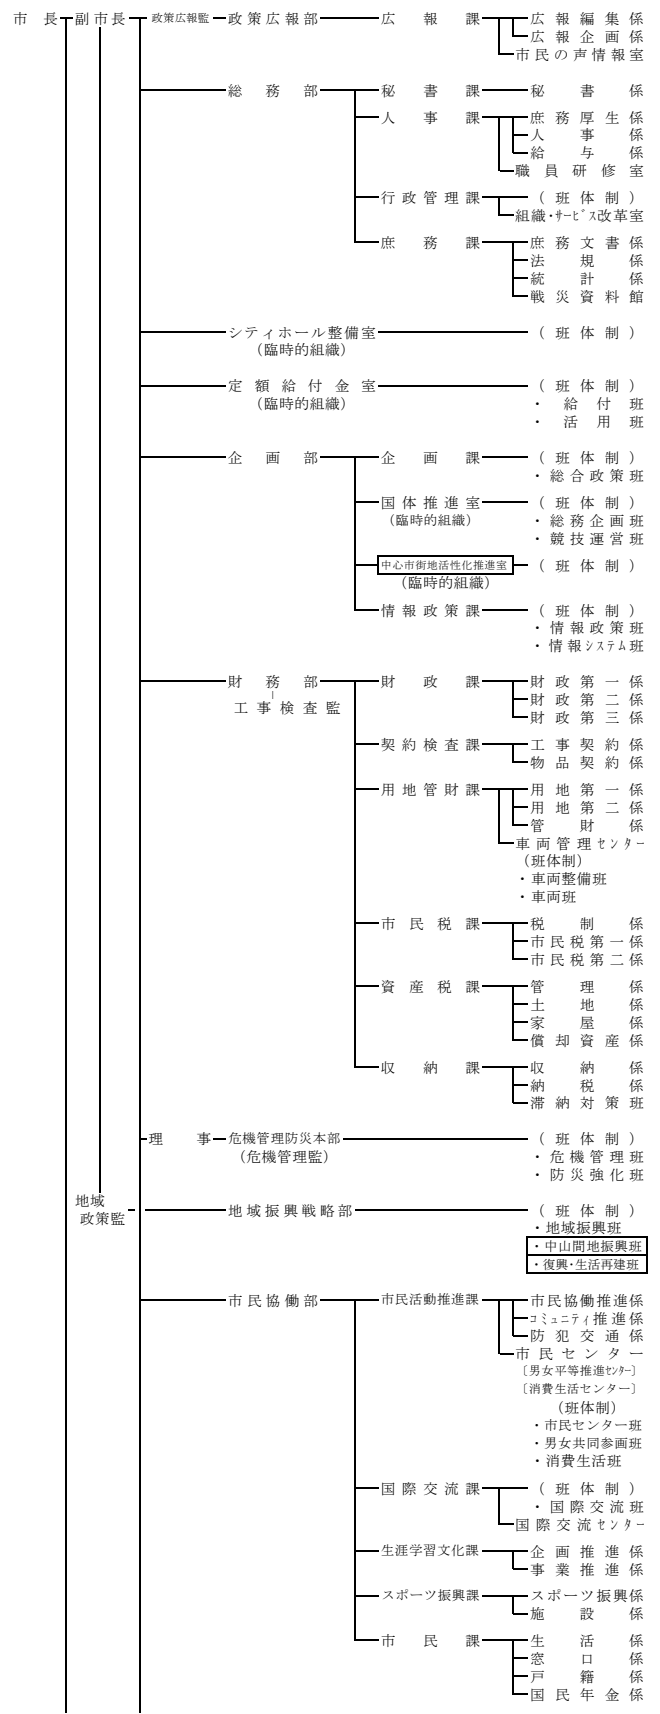 市長 副市長 政策広報監 政策広報部 広報課 広報編集係
広報企画係
市民の声情報室
総務部 秘書課 秘書係
人事課 庶務厚生係
人事係
給与係
職員研修室
行政管理課 (班体制)
組織・サービス改革室
庶務課 庶務文書係
法規係
統計係
戦災資料館
シティホール整備室 (班体制)
(臨時的組織)
定額給付金室 (班体制)
(臨時的組織) ・給付班
・活用班
企画部 企画課 (班体制)
・総合政策班
国体推進室 (班体制)
(臨時的組織) ・総務企画班
・競技運営班
中心市街地活性化推進室 (班体制)
(臨時的組織)
情報政策課 (班体制)
・情報政策班
・情報システム班
財務部 財政課 財政第一係
工事検査監 財政第二係
財政第三係
契約検査課 工事契約係
物品契約係
用地管財課 用地第一係
用地第二係
管財係
車両管理センター
(班体制)
・車両整備班
・車両班
市民税課 税制係
市民税第一係
市民税第二係
資産税課 管理係
土地係
家屋係
償却資産係
収納課 収納係
納税係
滞納対策班
理事 危機管理防災本部 (班体制)
(危機管理監) ・危機管理班
・防災強化班
地域
政策監 地域振興戦略部 (班体制)
・地域振興班
・中山間地振興班
・復興・生活再建班
市民協働部 市民活動推進課 市民協働推進係
コミュニティ推進係
防犯交通係
市民センター
〔男女平等推進センター〕
〔消費生活センター〕
(班体制)
・市民センター班
・男女共同参画班
・消費生活班
国際交流課 (班体制)
・国際交流班
国際交流センター
生涯学習文化課 企画推進係
事業推進係
スポーツ振興課 スポーツ振興係
施設係
市民課 生活係
窓口係
戸籍係
国民年金係